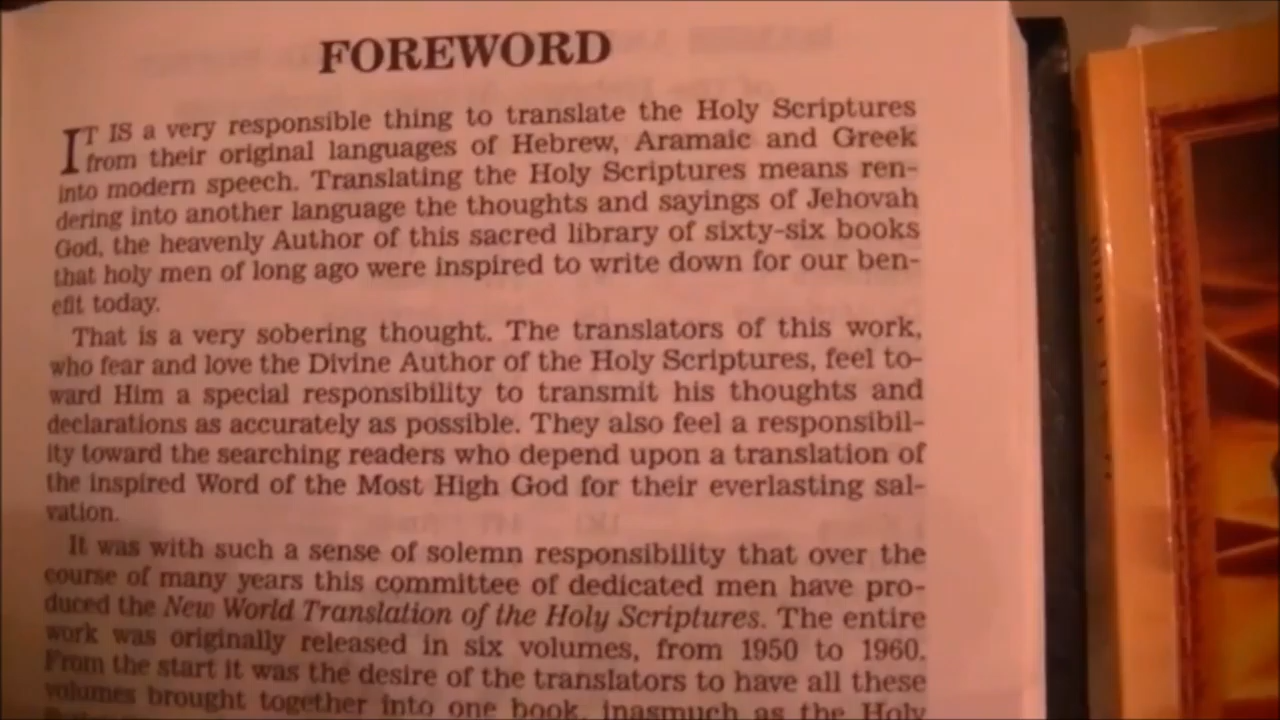 FOREWORD
IT IS a very responsible thing to translate the Holy Scriptures
from their original languages of Hebrew, Aramaic and Greek
into modern speech. Translating the Holy Scriptures means ren-
dering into another language the thoughts and sayings of Jehovah
God, the heavenly Author of this sacred library of sixty-six books
that holy men of long ago were inspired to write down for our ben-
efit today.
That is a very sobering thought. The translators of this work,
who fear and love the Divine Author of the Holy Scriptures, feel to-
ward Him a special responsibility to transmit his thoughts and
declarations as accurately as possible. They also feel a responsibil-
ity toward the searching readers who depend upon a translation of
the inspired Word of the Most High God for their everlasting sal-
vation.
It was with such a sense of solemn responsibility that over the
course of many years this committee of dedicated men have pro-
duced the New World Translation of the Holy Scriptures. The entire
work was originally released in six volumes, from 1950 to 1960.
From the start it was the desire of the translators to have all these
volumes brought together into one book, inasmuch as the Holy